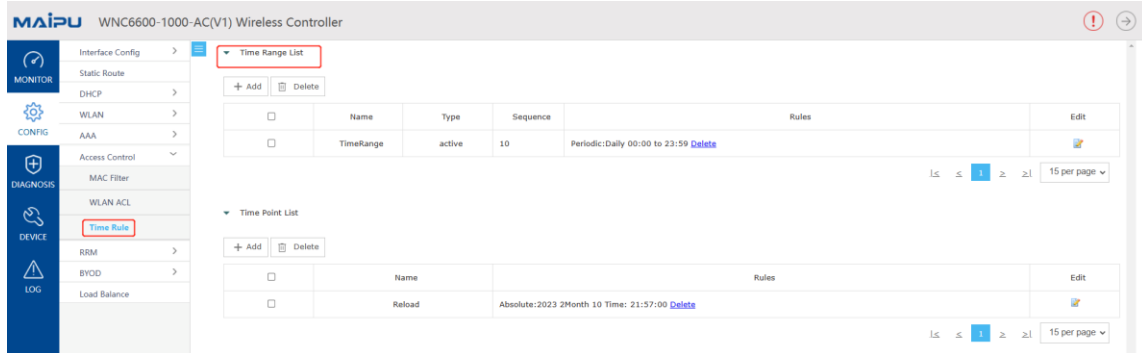 MAIPU WNC6600-1000-AC(V1) Wireless Controller
MONITOR
CONFIG
DIAGNOSIS
DEVICE
LOG
Interface Config
Static Route
DHCP
WLAN
AAA
Access Control
MAC Filter
WLAN ACL
Time Rule
RRM
BYOD
Load Balance
Time Range List
+ Add Delete
Name Type Sequence Rules Edit
TimeRange active 10 Periodic:Daily 00:00 to 23:59 Delete
|< < 1 > >| 15 per page
Time Point List
+ Add Delete
Name Rules Edit
Reload Absolute:2023 2Month 10 Time: 21:57:00 Delete
|< < 1 > >| 15 per page